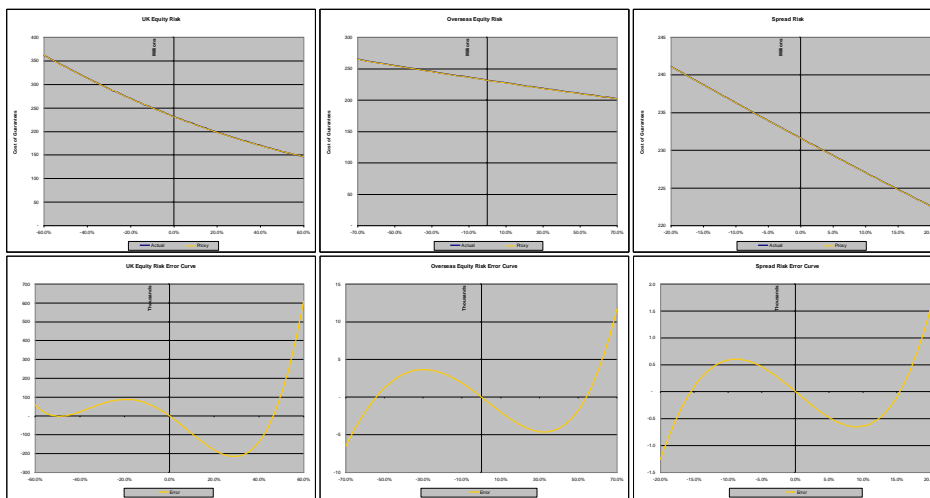 UK Equity Risk
Millions
400
350
300
250
200
150
100
50
-
Cost of Guarantees
-60.0% -40.0% -20.0% 0.0% 20.0% 40.0% 60.0%
Actual Proxy
Overseas Equity Risk
Millions
300
250
200
150
100
50
-
Cost of Guarantees
-70.0% -50.0% -30.0% -10.0% 10.0% 30.0% 50.0% 70.0%
Actual Proxy
Spread Risk
Millions
245
240
235
230
225
220
Cost of Guarantees
-20.0% -15.0% -10.0% -5.0% 0.0% 5.0% 10.0% 15.0% 20.0%
Actual Proxy
UK Equity Risk Error Curve
Thousands
700
600
500
400
300
200
100
-
-100
-200
-300
-60.0% -40.0% -20.0% 0.0% 20.0% 40.0% 60.0%
Error
Overseas Equity Risk Error Curve
Thousands
15
10
5
-
-5
-10
-70.0% -50.0% -30.0% -10.0% 10.0% 30.0% 50.0% 70.0%
Error
Spread Risk Error Curve
Thousands
2.0
1.5
1.0
0.5
-
-0.5
-1.0
-1.5
-20.0% -15.0% -10.0% -5.0% 0.0% 5.0% 10.0% 15.0% 20.0%
Error